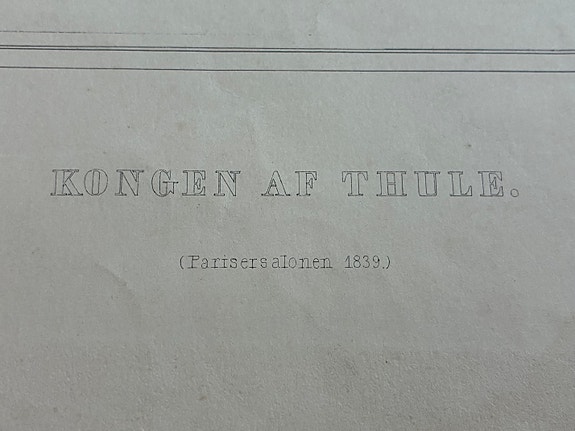 KONGEN AF THULE.
(Parisersalonen 1839.)